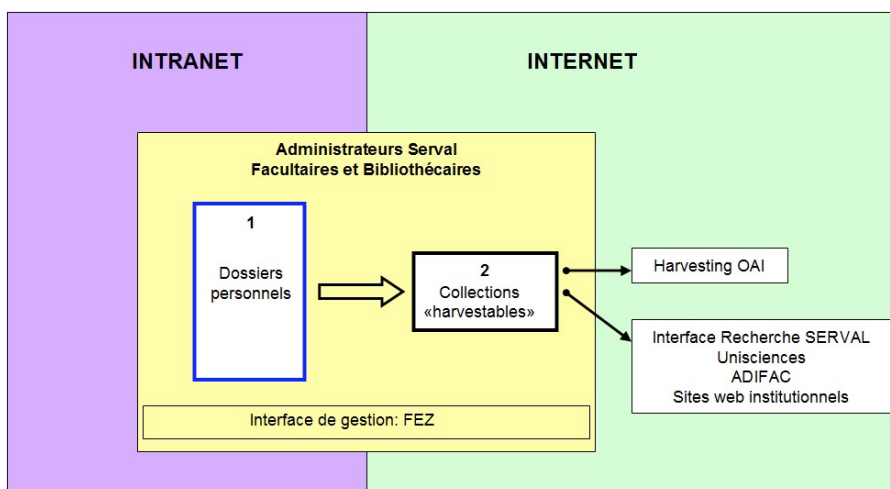 INTRANET
INTERNET
Administrateurs Serval
Facultaires et Bibliothécaires
1
Dossiers
personnels
2
Collections
«harvestables»
Harvesting OAI
Interface Recherche SERVAL
Unisciences
ADIFAC
Sites web institutionnels
Interface de gestion: FEZ